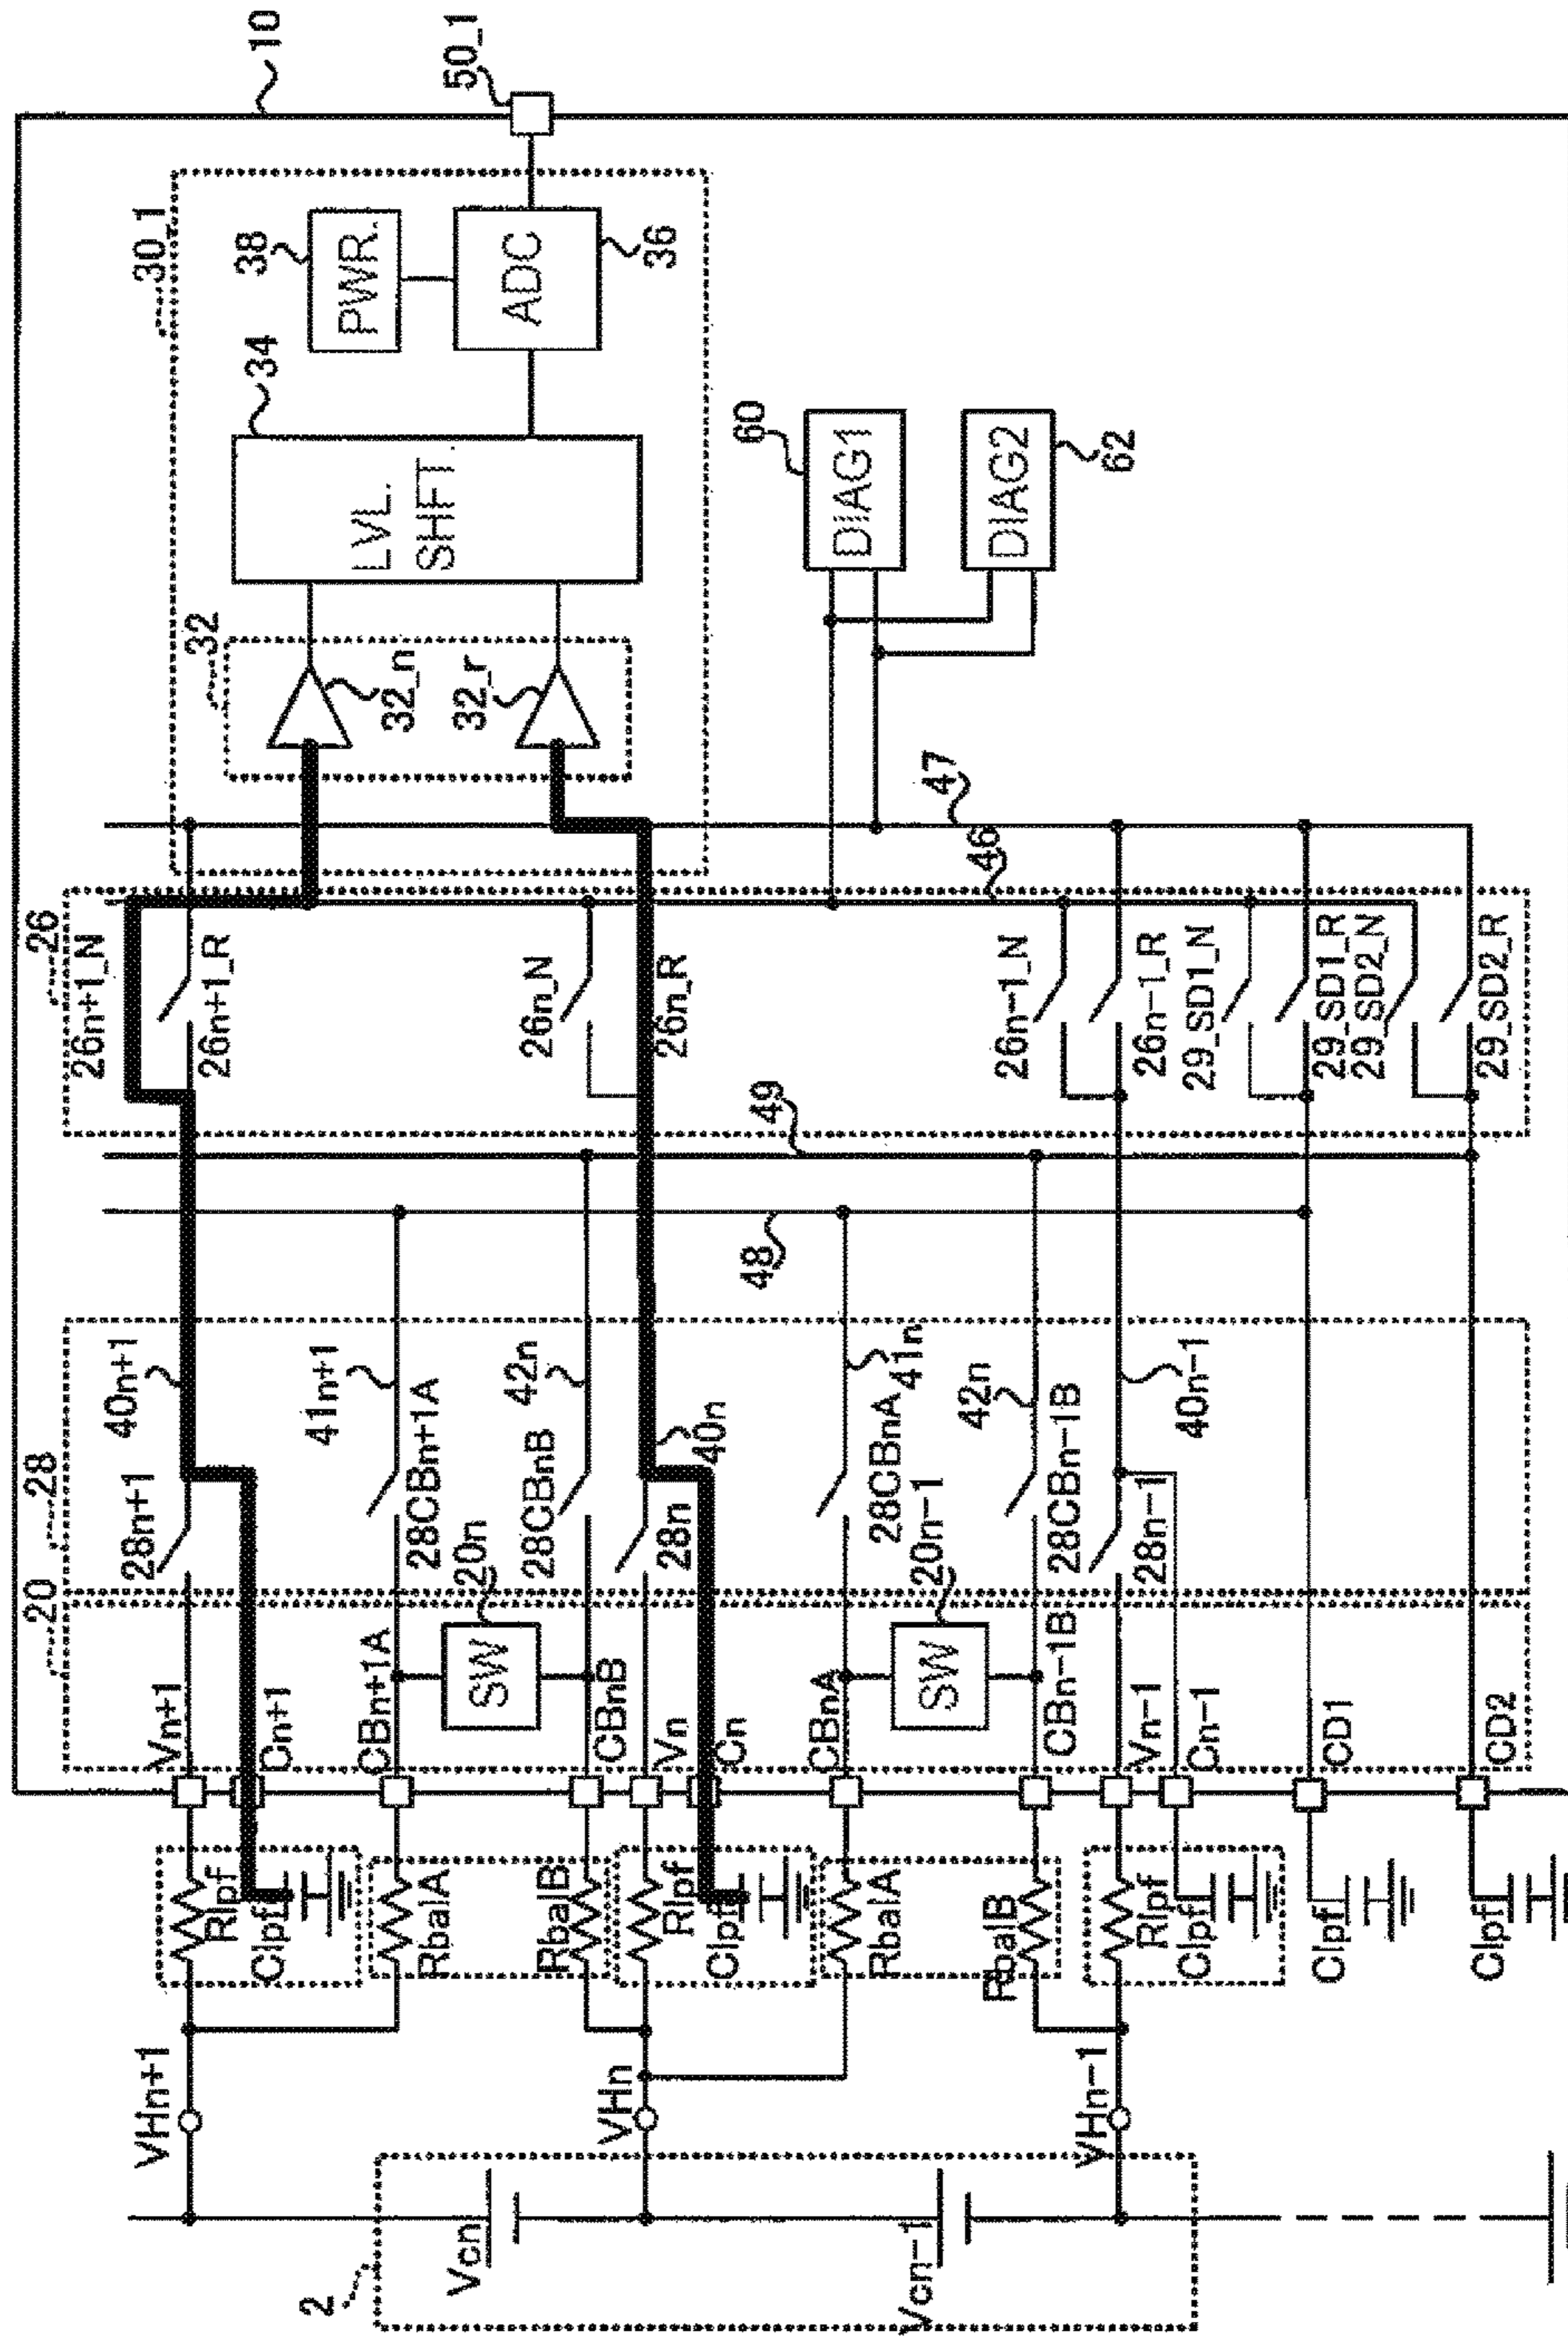 10
50_1
30_1
38
PWR.
ADC
36
34
LVL.
SHFT.
32
32_n
32_r
60
DIAG1
DIAG2
62
47
46
26
26n+1_N
26n+1_R
26n_N
26n_R
26n-1_N
26n-1_R
29_SD1_N
29_SD1_R
29_SD2_N
29_SD2_R
49
48
28
40n+1
28n+1
41n+1
28CBn+1A
42n
28CBnB
40n
28n
41n
28CBnA
42n
28CBn-1B
40n-1
28n-1
20
20n
SW
20n-1
SW
Vn+1
Cn+1
CBn+1A
CBnB
Vn
Cn
CBnA
CBn-1B
Vn-1
Cn-1
CD1
CD2
Rlpf
Clpf
RbalA
RbalB
Rlpf
Clpf
RbalA
RbalB
Rlpf
Clpf
Clpf
Clpf
VHn+1
VHn
VHn-1
2
Vcn
Vcn-1